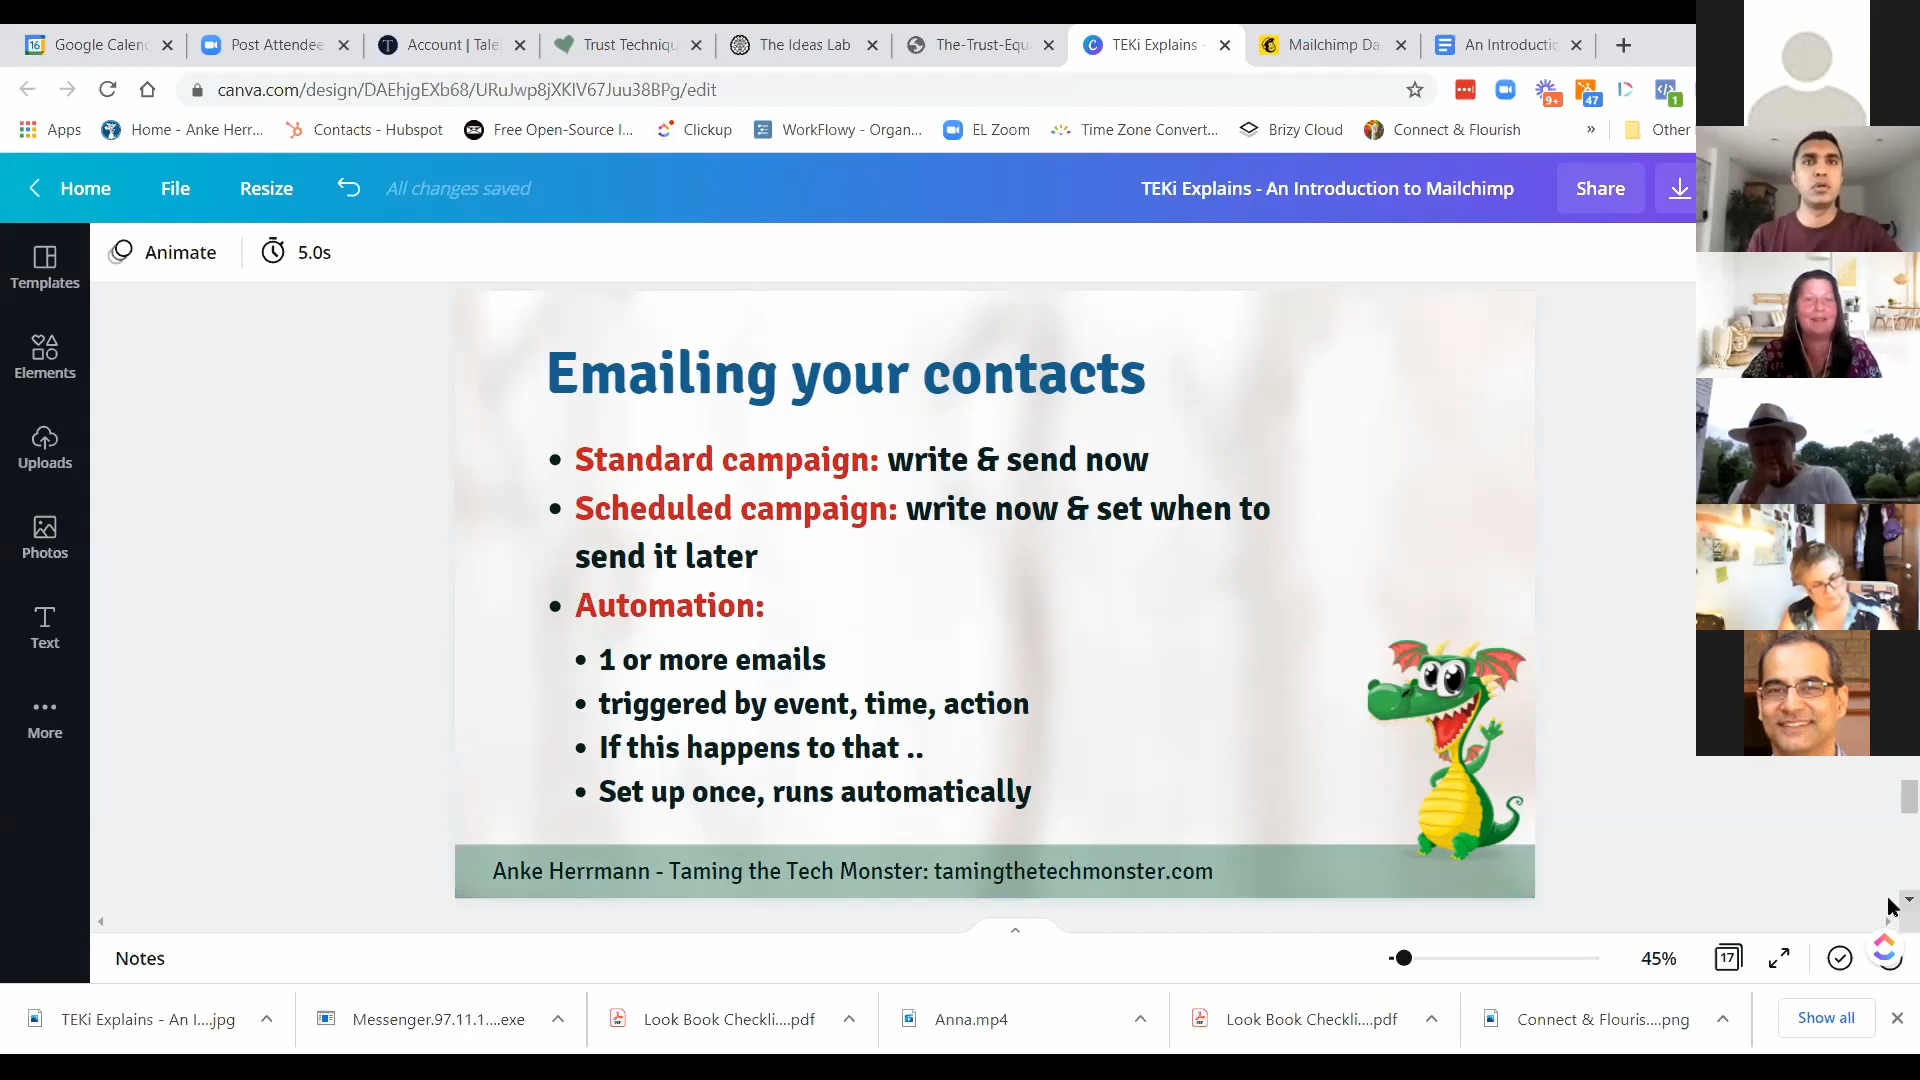 Google Calen
Post Attendee
Account | Tale
Trust Techniqu
The Ideas Lab
The-Trust-Equ
TEKi Explains -
Mailchimp Da
An Introductio
canva.com/design/DAEhjgEXb68/URuJwp8jXKlV67Juu38BPg/edit
9+
47
1
Apps
Home - Anke Herr...
Contacts - Hubspot
Free Open-Source I...
Clickup
WorkFlowy - Organ...
EL Zoom
Time Zone Convert...
Brizy Cloud
Connect & Flourish
»
Other
Home
File
Resize
All changes saved
TEKi Explains - An Introduction to Mailchimp
Share
Animate
5.0s
Templates
Elements
Uploads
Photos
Text
More
Emailing your contacts
• Standard campaign: write & send now
• Scheduled campaign: write now & set when to
send it later
• Automation:
• 1 or more emails
• triggered by event, time, action
• If this happens to that ..
• Set up once, runs automatically
Anke Herrmann - Taming the Tech Monster: tamingthetechmonster.com
Notes
45%
17
TEKi Explains - An I....jpg
Messenger.97.11.1....exe
Look Book Checkli....pdf
Anna.mp4
Look Book Checkli....pdf
Connect & Flouris....png
Show all